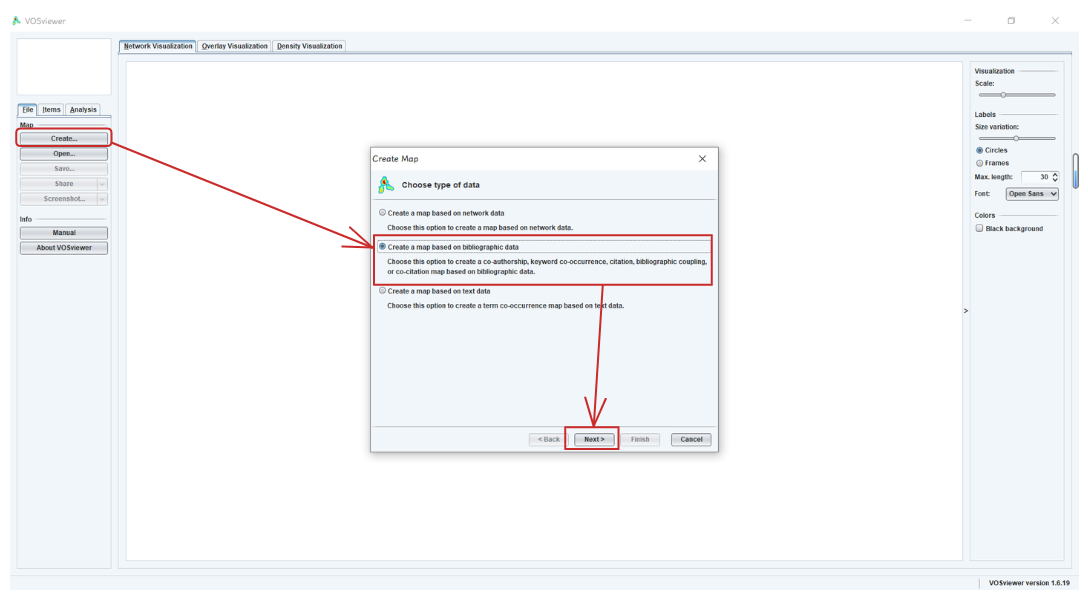 VOSviewer
Network Visualization Overlay Visualization Density Visualization
File Items Analysis
Map
Create...
Open...
Save...
Share
Screenshot...
Info
Manual
About VOSviewer
Create Map
Choose type of data
Create a map based on network data
Choose this option to create a map based on network data.
Create a map based on bibliographic data
Choose this option to create a co-authorship, keyword co-occurrence, citation, bibliographic coupling,
or co-citation map based on bibliographic data.
Create a map based on text data
Choose this option to create a term co-occurrence map based on text data.
< Back Next > Finish Cancel
Visualization
Scale:
Labels
Size variation:
Circles
Frames
Max. length: 30
Font: Open Sans
Colors
Black background
>
VOSviewer version 1.6.19